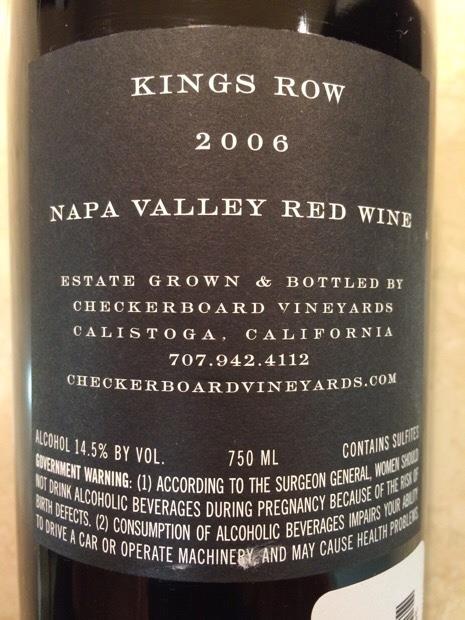 KINGS ROW
2006
NAPA VALLEY RED WINE
ESTATE GROWN & BOTTLED BY
CHECKERBOARD VINEYARDS
CALISTOGA, CALIFORNIA
707.942.4112
CHECKERBOARDVINEYARDS.COM
ALCOHOL 14.5% BY VOL. 750 ML CONTAINS SULFITES
GOVERNMENT WARNING: (1) ACCORDING TO THE SURGEON GENERAL, WOMEN SHOULD
NOT DRINK ALCOHOLIC BEVERAGES DURING PREGNANCY BECAUSE OF THE RISK OF
BIRTH DEFECTS. (2) CONSUMPTION OF ALCOHOLIC BEVERAGES IMPAIRS YOUR ABILITY
TO DRIVE A CAR OR OPERATE MACHINERY, AND MAY CAUSE HEALTH PROBLEMS.